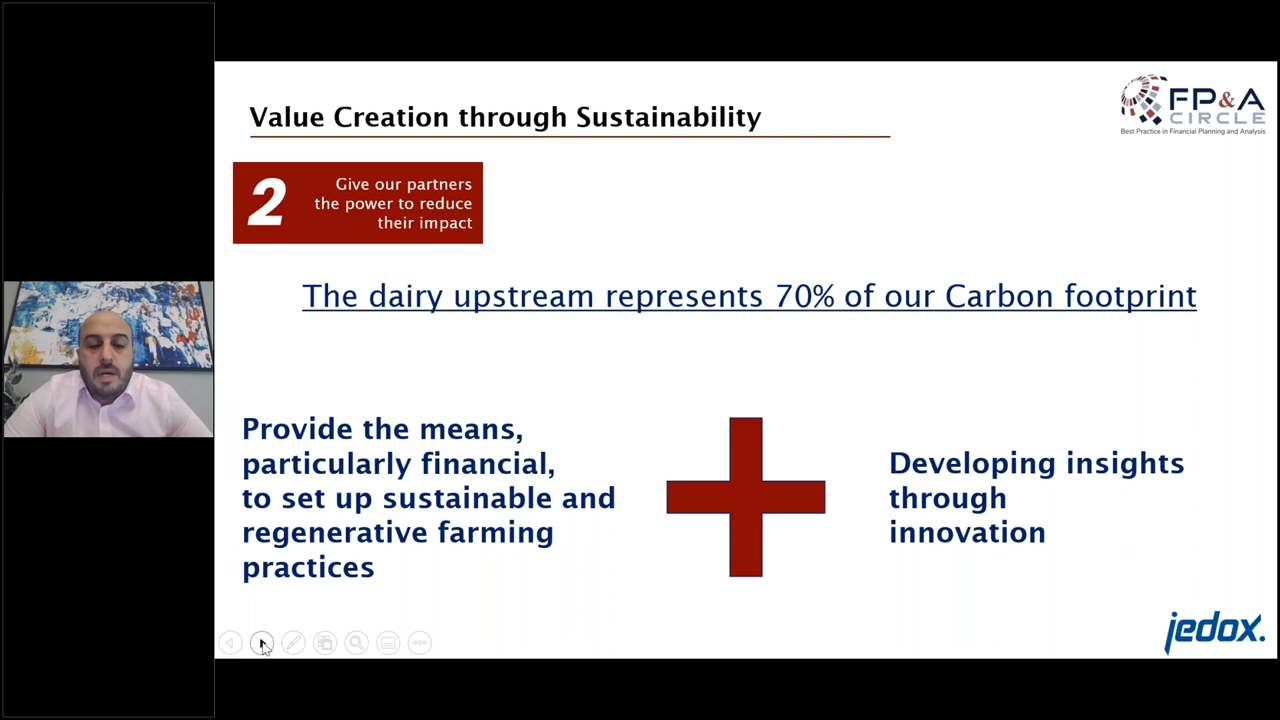 Value Creation through Sustainability
FP&A
CIRCLE
Best Practice in Financial Planning and Analysis
2
Give our partners
the power to reduce
their impact
The dairy upstream represents 70% of our Carbon footprint
Provide the means,
particularly financial,
to set up sustainable and
regenerative farming
practices
Developing insights
through
innovation
jedox.